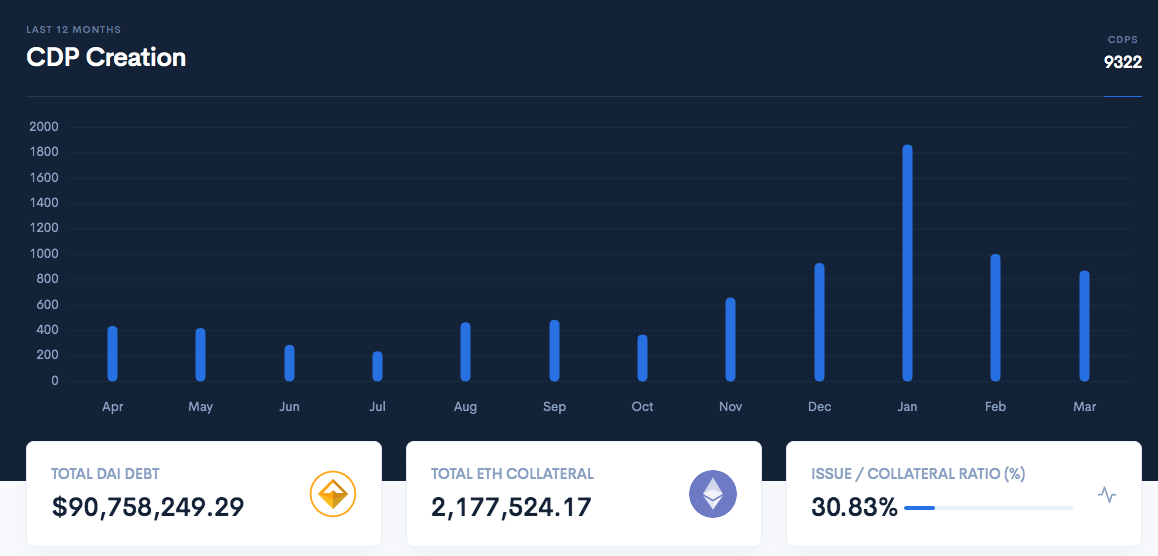 LAST 12 MONTHS
CDP Creation
CDPS
9322
2000
1800
1600
1400
1200
1000
800
600
400
200
0
Apr May Jun Jul Aug Sep Oct Nov Dec Jan Feb Mar
TOTAL DAI DEBT
$90,758,249.29
TOTAL ETH COLLATERAL
2,177,524.17
ISSUE / COLLATERAL RATIO (%)
30.83%